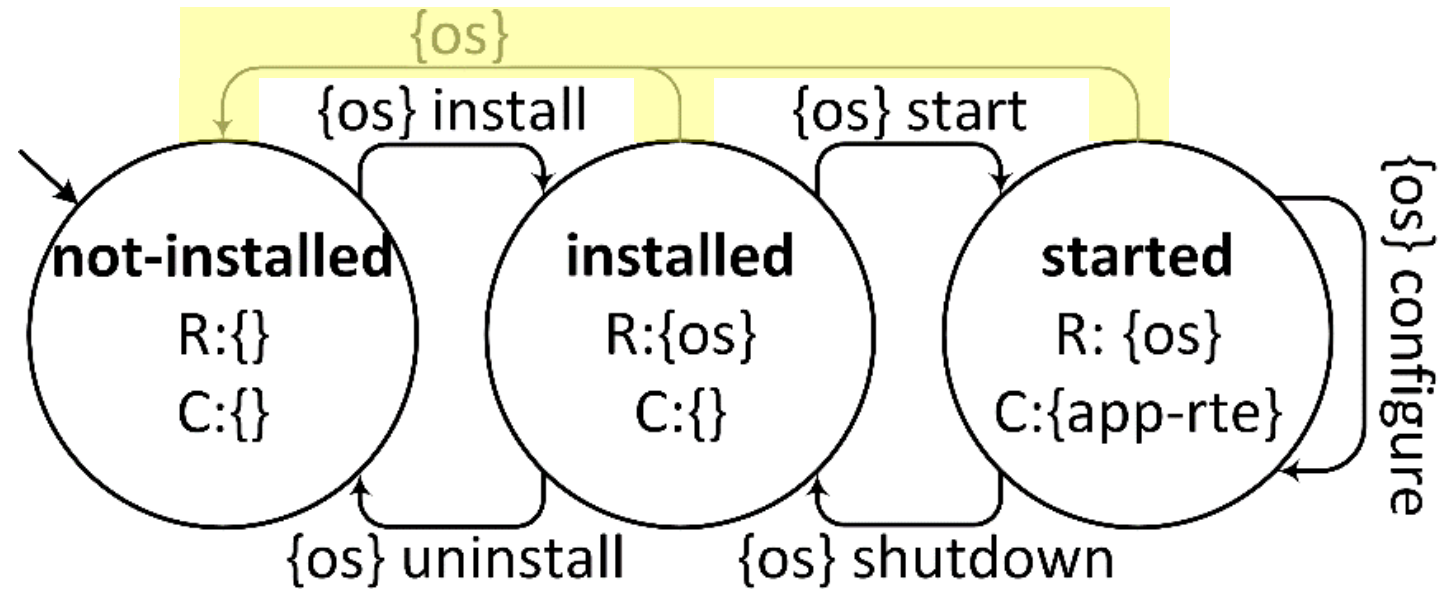 {os}
{os} install
{os} start
not-installed
R:{}
C:{}
installed
R:{os}
C:{}
started
R: {os}
C:{app-rte}
{os} configure
{os} uninstall
{os} shutdown